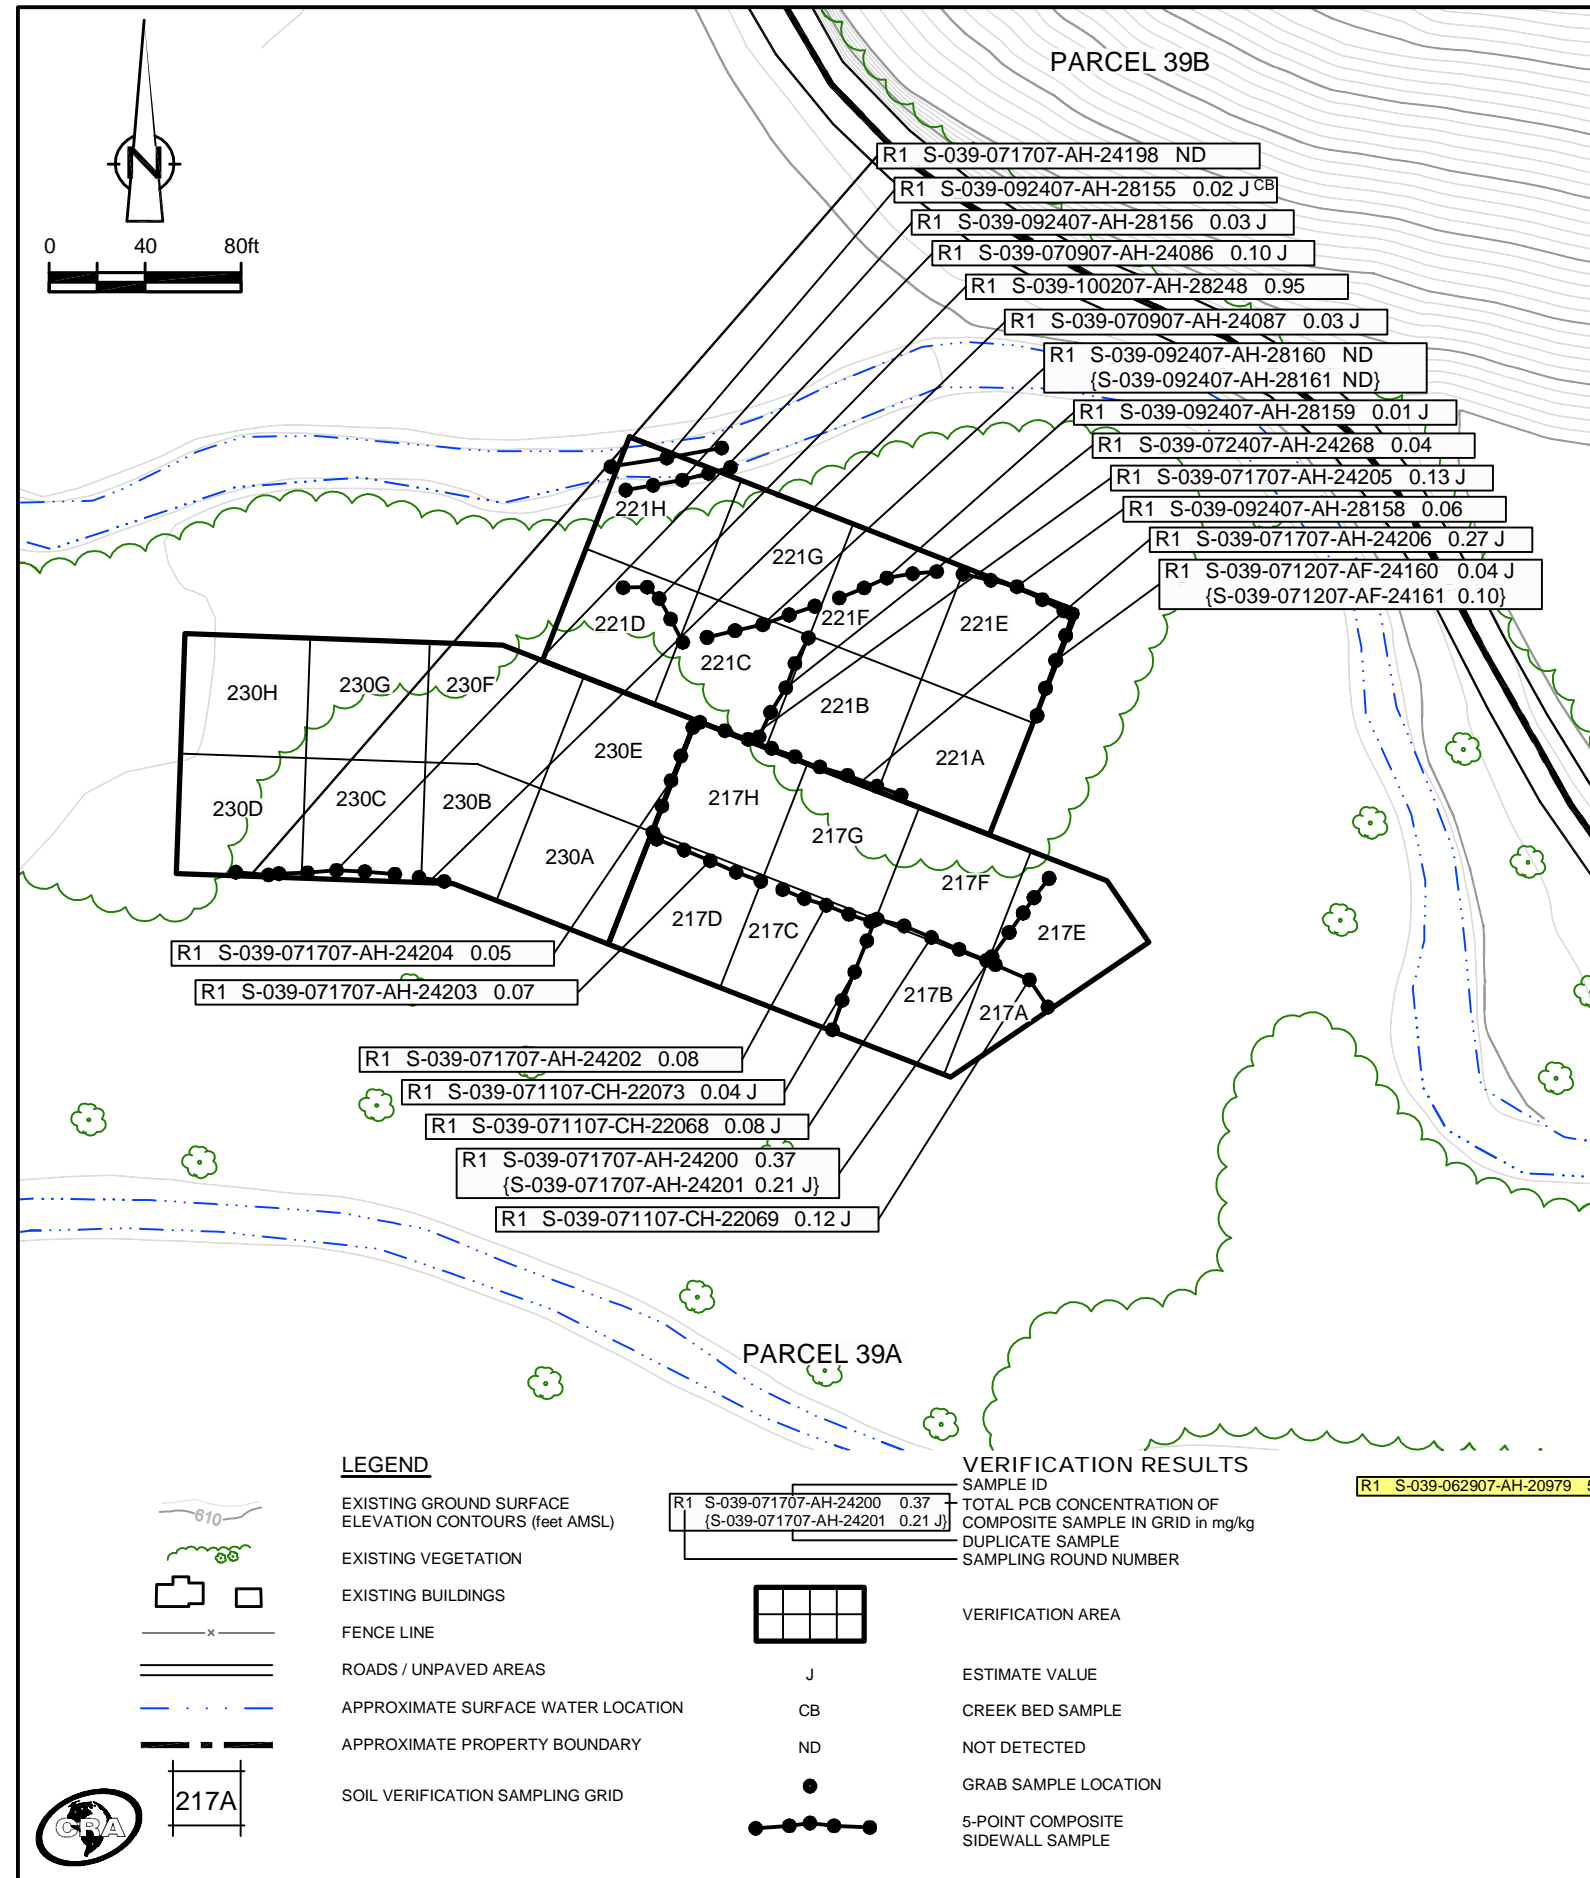 PARCEL 39B
N
0 40 80ft
R1 S-039-071707-AH-24198 ND
R1 S-039-092407-AH-28155 0.02 J CB
R1 S-039-092407-AH-28156 0.03 J
R1 S-039-070907-AH-24086 0.10 J
R1 S-039-100207-AH-28248 0.95
R1 S-039-070907-AH-24087 0.03 J
R1 S-039-092407-AH-28160 ND
{S-039-092407-AH-28161 ND}
R1 S-039-092407-AH-28159 0.01 J
R1 S-039-072407-AH-24268 0.04
R1 S-039-071707-AH-24205 0.13 J
R1 S-039-092407-AH-28158 0.06
R1 S-039-071707-AH-24206 0.27 J
R1 S-039-071207-AF-24160 0.04 J
{S-039-071207-AF-24161 0.10}
221H
221G
221D
221F
221E
221C
221B
221A
230H
230G
230F
230E
230D
230C
230B
230A
217H
217G
217F
217E
217D
217C
217B
217A
R1 S-039-071707-AH-24204 0.05
R1 S-039-071707-AH-24203 0.07
R1 S-039-071707-AH-24202 0.08
R1 S-039-071107-CH-22073 0.04 J
R1 S-039-071107-CH-22068 0.08 J
R1 S-039-071707-AH-24200 0.37
{S-039-071707-AH-24201 0.21 J}
R1 S-039-071107-CH-22069 0.12 J
PARCEL 39A
LEGEND
610
EXISTING GROUND SURFACE
ELEVATION CONTOURS (feet AMSL)
EXISTING VEGETATION
EXISTING BUILDINGS
x
FENCE LINE
ROADS / UNPAVED AREAS
APPROXIMATE SURFACE WATER LOCATION
APPROXIMATE PROPERTY BOUNDARY
217A
SOIL VERIFICATION SAMPLING GRID
CRA
VERIFICATION RESULTS
R1 S-039-071707-AH-24200 0.37
{S-039-071707-AH-24201 0.21 J}
SAMPLE ID
TOTAL PCB CONCENTRATION OF
COMPOSITE SAMPLE IN GRID in mg/kg
DUPLICATE SAMPLE
SAMPLING ROUND NUMBER
R1 S-039-062907-AH-20979
VERIFICATION AREA
J ESTIMATE VALUE
CB CREEK BED SAMPLE
ND NOT DETECTED
GRAB SAMPLE LOCATION
5-POINT COMPOSITE
SIDEWALL SAMPLE